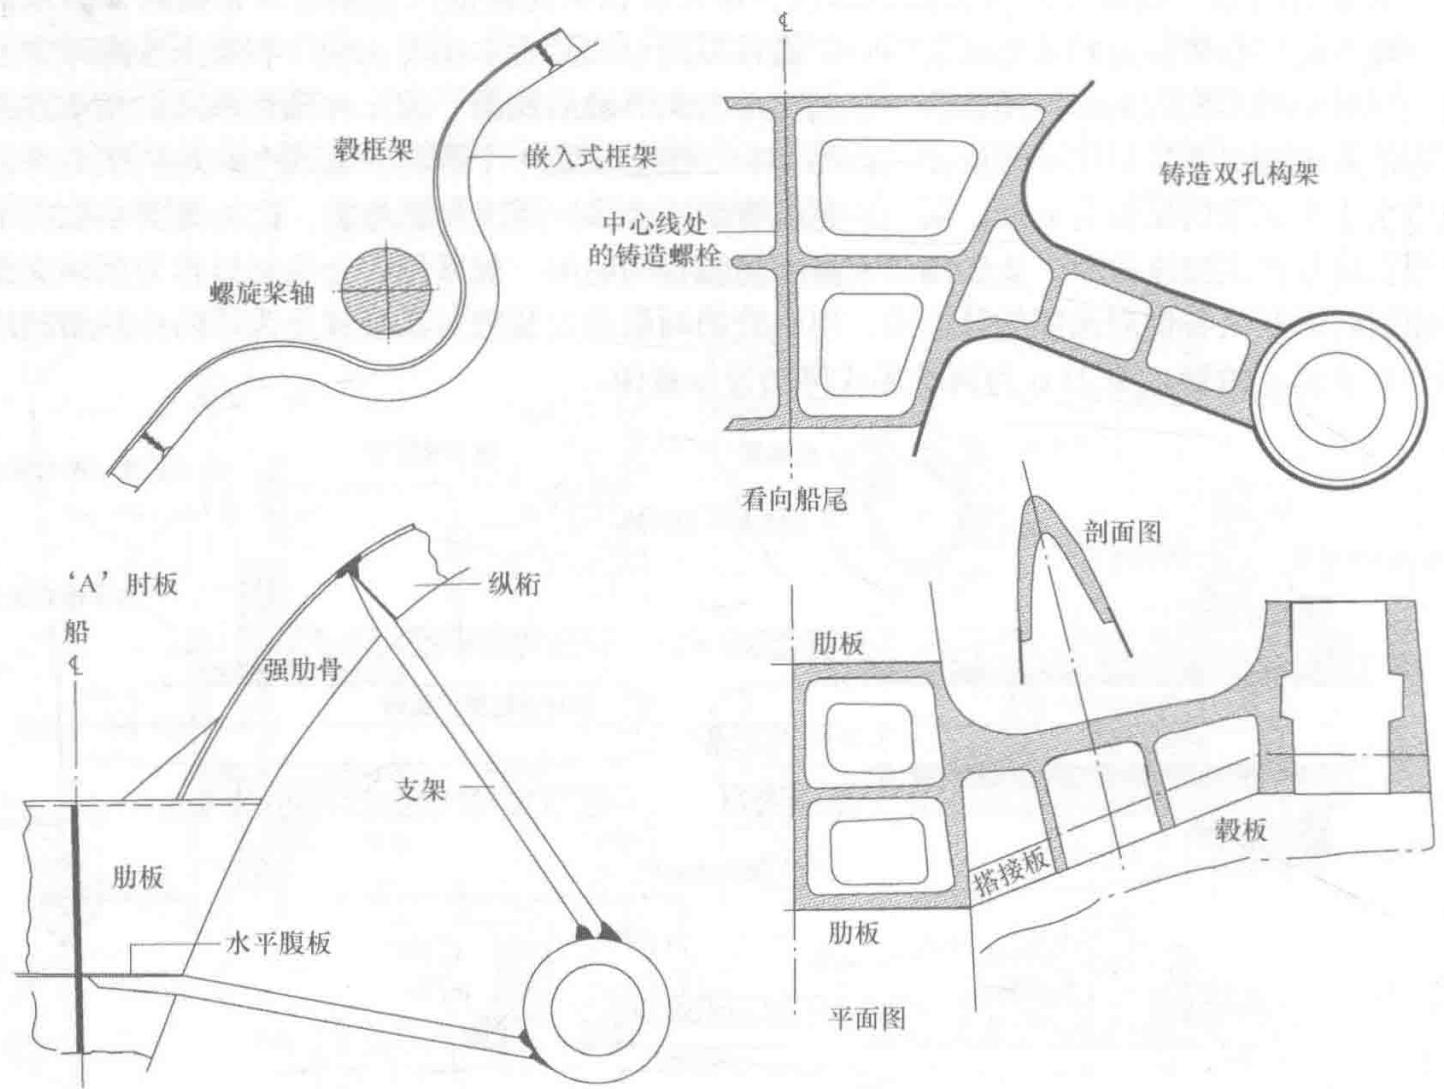 毂框架
嵌入式框架
螺旋桨轴
℄
铸造双孔构架
中心线处
的铸造螺栓
看向船尾
剖面图
‘A’肘板
船
℄
强肋骨
纵桁
支架
肋板
水平腹板
肋板
搭接板
毂板
肋板
平面图